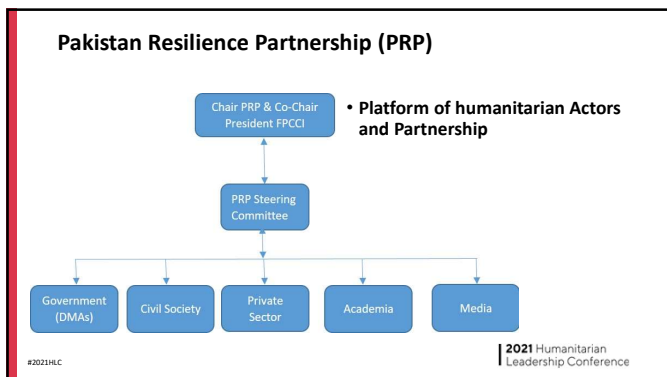 Pakistan Resilience Partnership (PRP)
Chair PRP & Co-Chair
President FPCCI
• Platform of humanitarian Actors
and Partnership
PRP Steering
Committee
Government
(DMAs)
Civil Society
Private
Sector
Academia
Media
#2021HLC
2021 Humanitarian
Leadership Conference